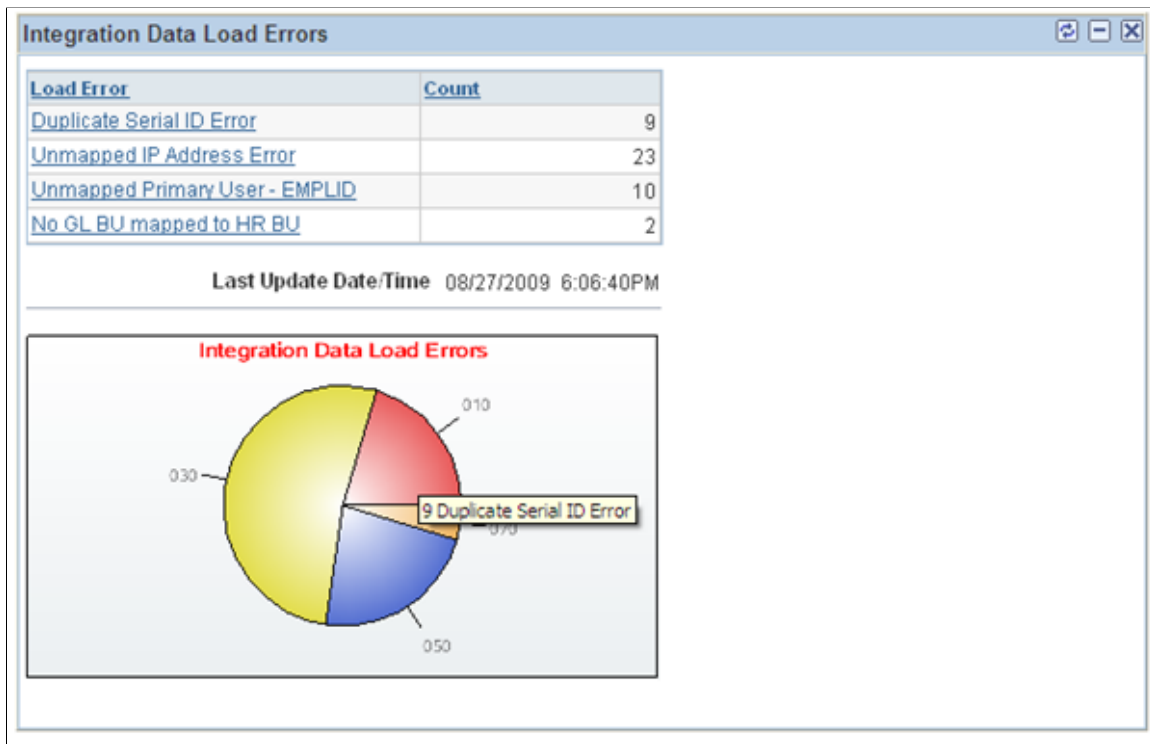 Integration Data Load Errors
Load Error Count
Duplicate Serial ID Error 9
Unmapped IP Address Error 23
Unmapped Primary User - EMPLID 10
No GL BU mapped to HR BU 2
Last Update Date/Time 08/27/2009 6:06:40PM
Integration Data Load Errors
010
030
9 Duplicate Serial ID Error
070
050